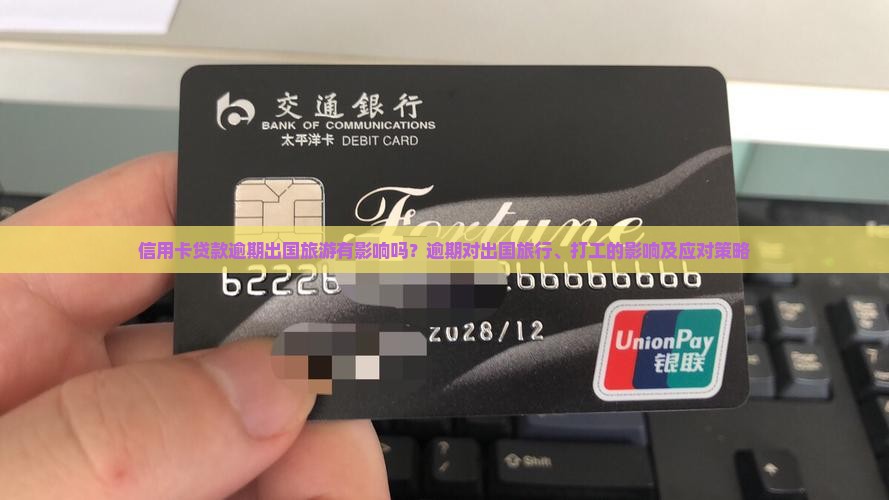 交通銀行
BANK OF COMMUNICATIONS
太平洋卡 DEBIT CARD
Fortune
信用卡贷款逾期出国旅游有影响吗?逾期对出国旅行、打工的影响及应对策略
2028/12
UnionPay
银联
Shift